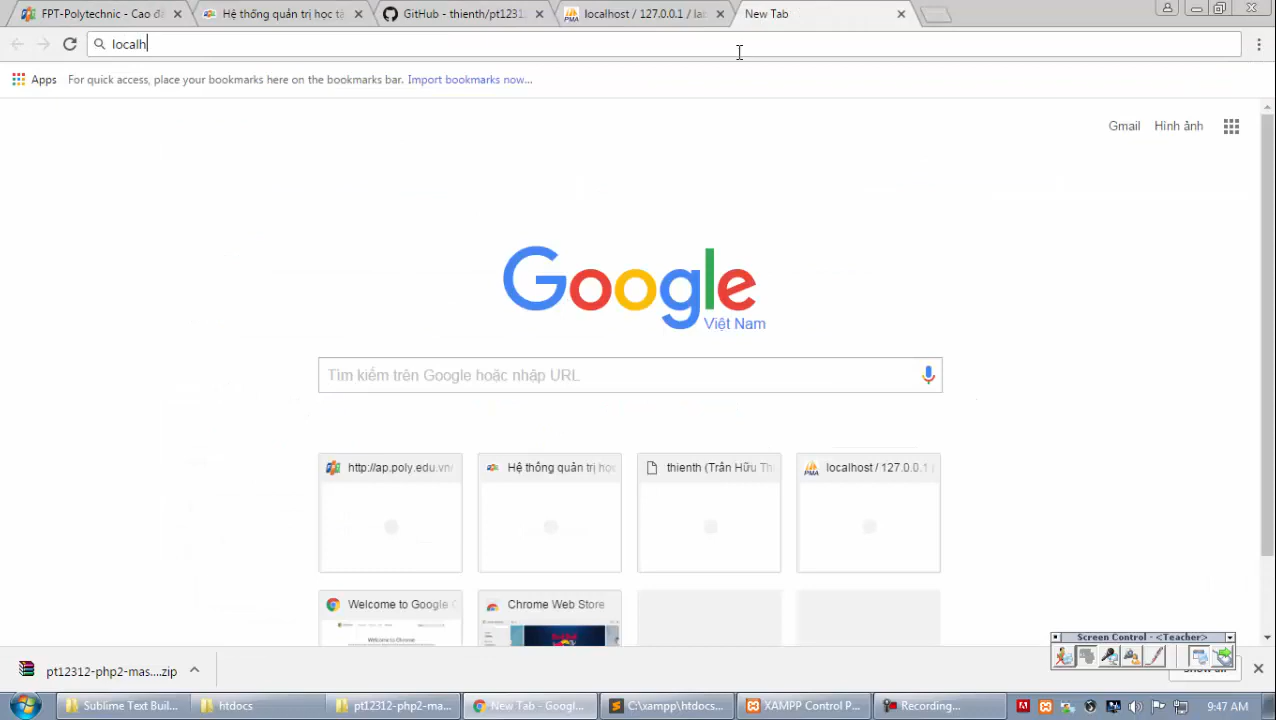 FPT-Polytechnic - Cao đ
Hệ thống quản trị học tậ
GitHub - thienth/pt1231
localhost / 127.0.0.1 / la
New Tab
localh
Apps
For quick access, place your bookmarks here on the bookmarks bar. Import bookmarks now...
Gmail
Hình ảnh
Google
Việt Nam
Tìm kiếm trên Google hoặc nhập URL
http://ap.poly.edu.vn/
Hệ thống quản trị học
thienth (Trần Hữu Th
localhost / 127.0.0.1
Welcome to Google C
Chrome Web Store
Welcome to Chrome
Screen Control - <Teacher>
pt12312-php2-mas....zip
Sublime Text Buil...
htdocs
pt12312-php2-ma...
New Tab - Googl...
C:\xampp\htdocs...
XAMPP Control P...
Recording...
9:47 AM